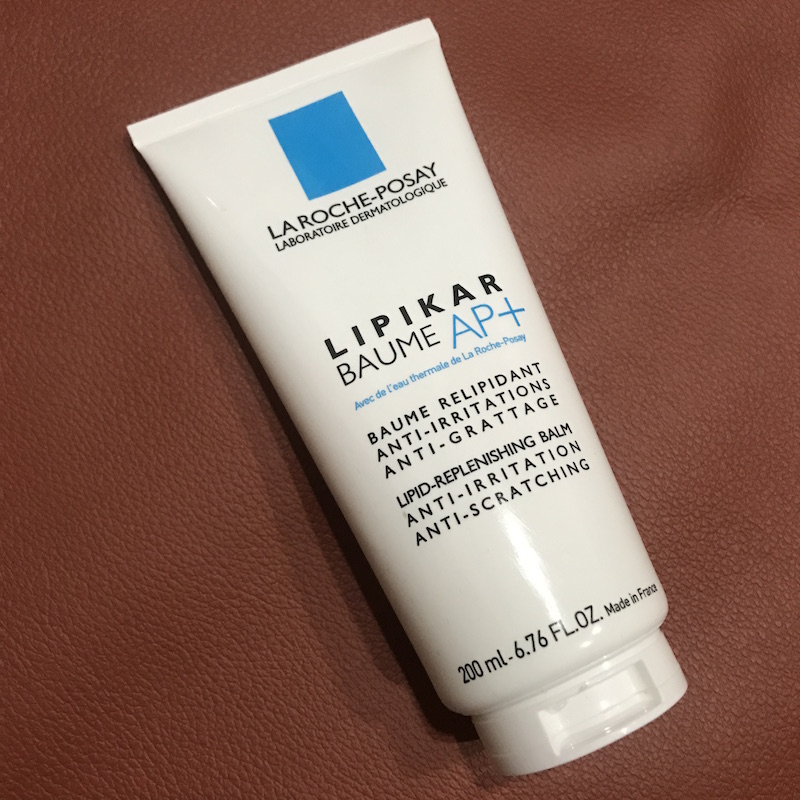 LA ROCHE-POSAY
LABORATOIRE DERMATOLOGIQUE
LIPIKAR
BAUME AP+
Avec de l'eau thermale de La Roche-Posay
BAUME RELIPIDANT
ANTI-IRRITATIONS
ANTI-GRATTAGE
LIPID-REPLENISHING BALM
ANTI-IRRITATION
ANTI-SCRATCHING
200 ml-6.76 FL.OZ. Made in France